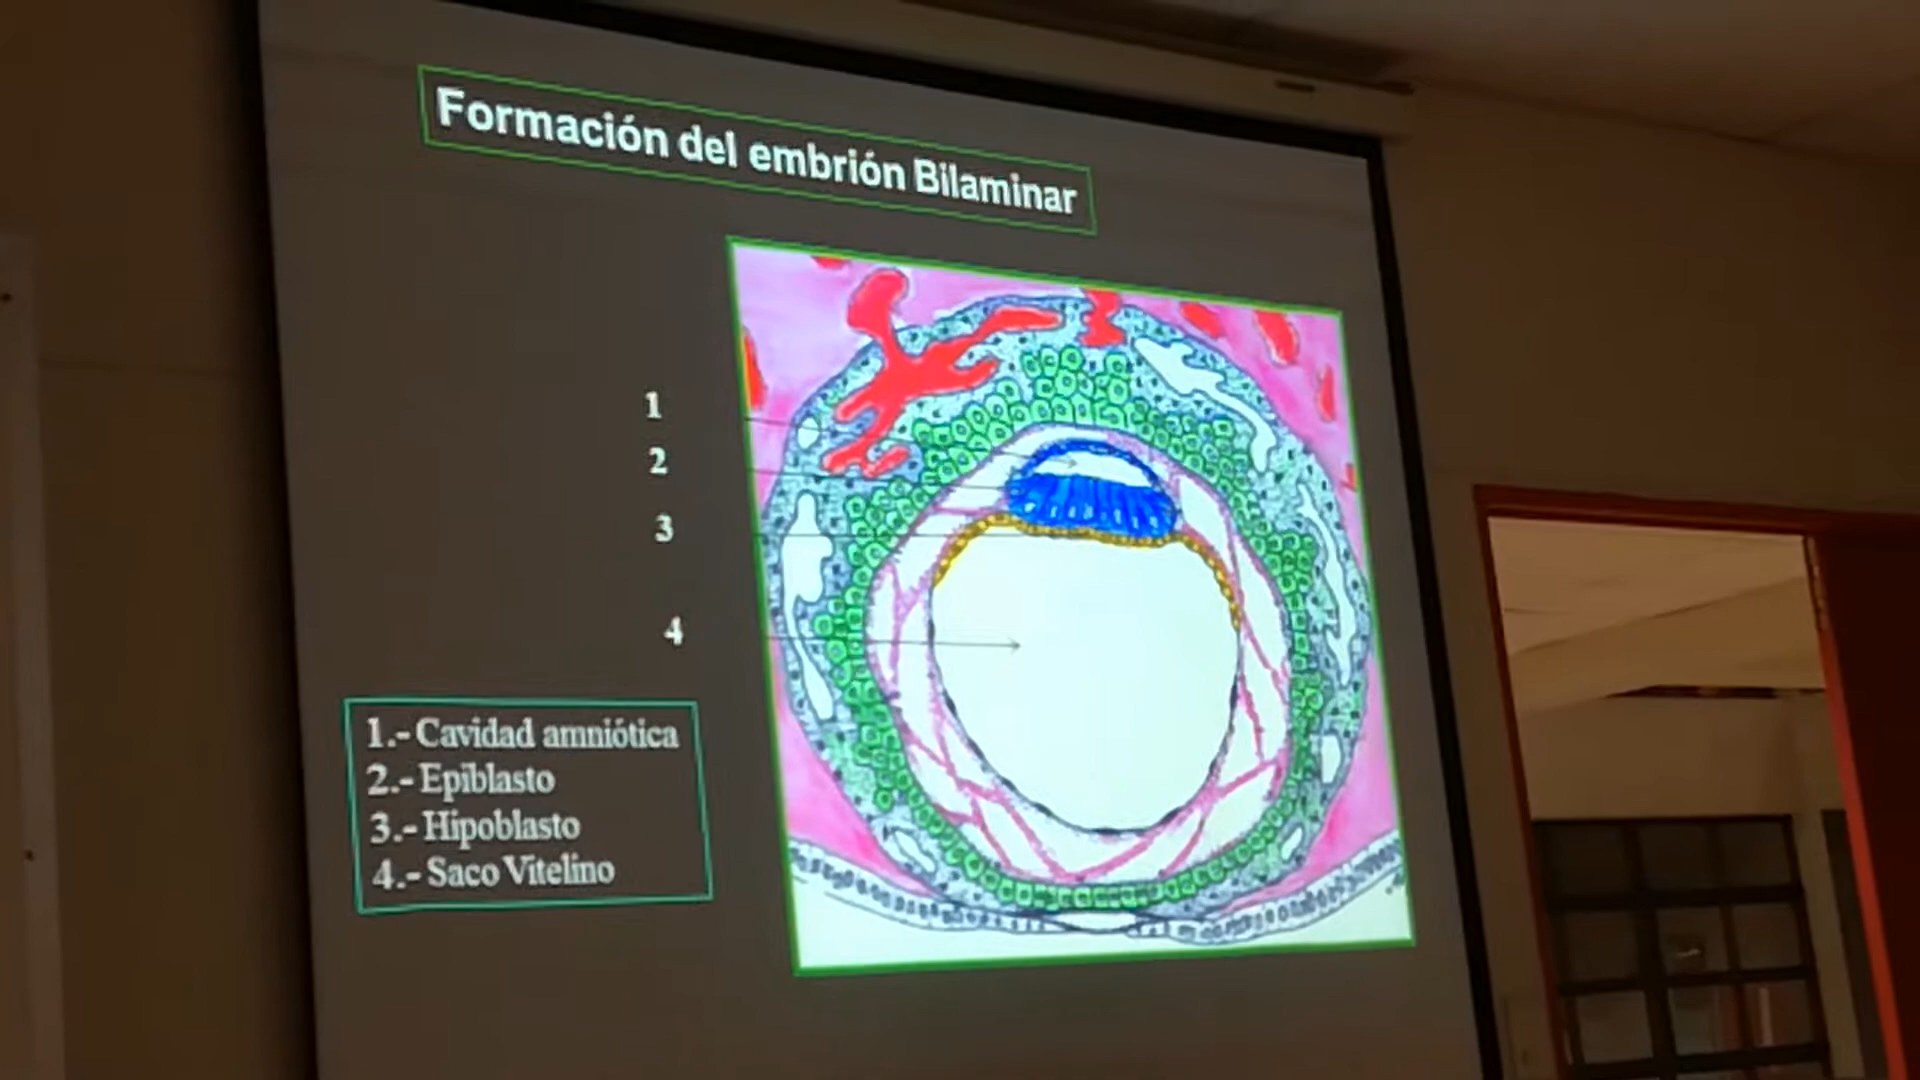 Formación del embrión Bilaminar
1
2
3
4
1.- Cavidad amniótica
2.- Epiblasto
3.- Hipoblasto
4.- Saco Vitelino